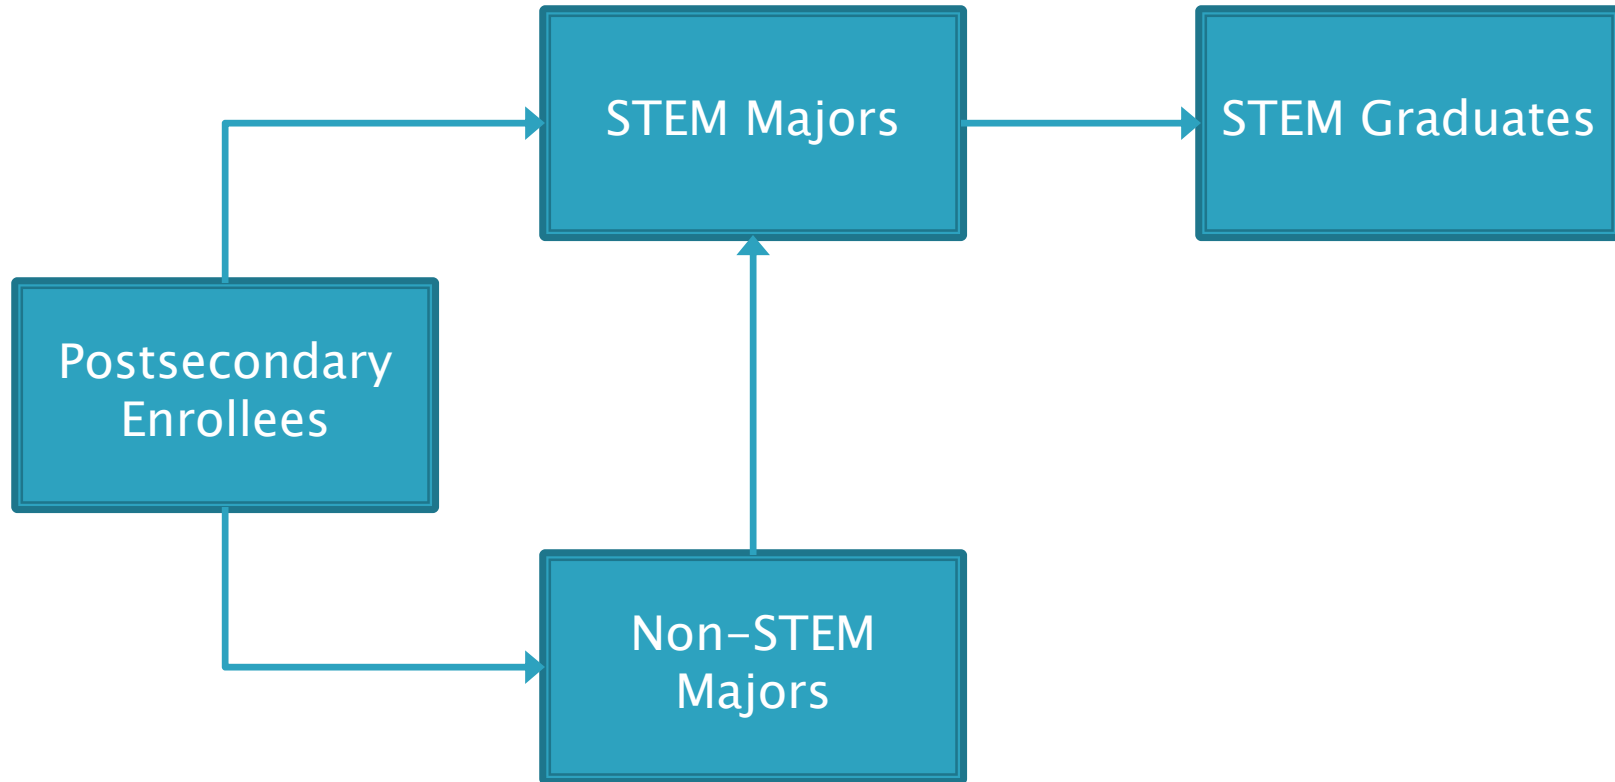 STEM Majors
STEM Graduates
Postsecondary
Enrollees
Non-STEM
Majors